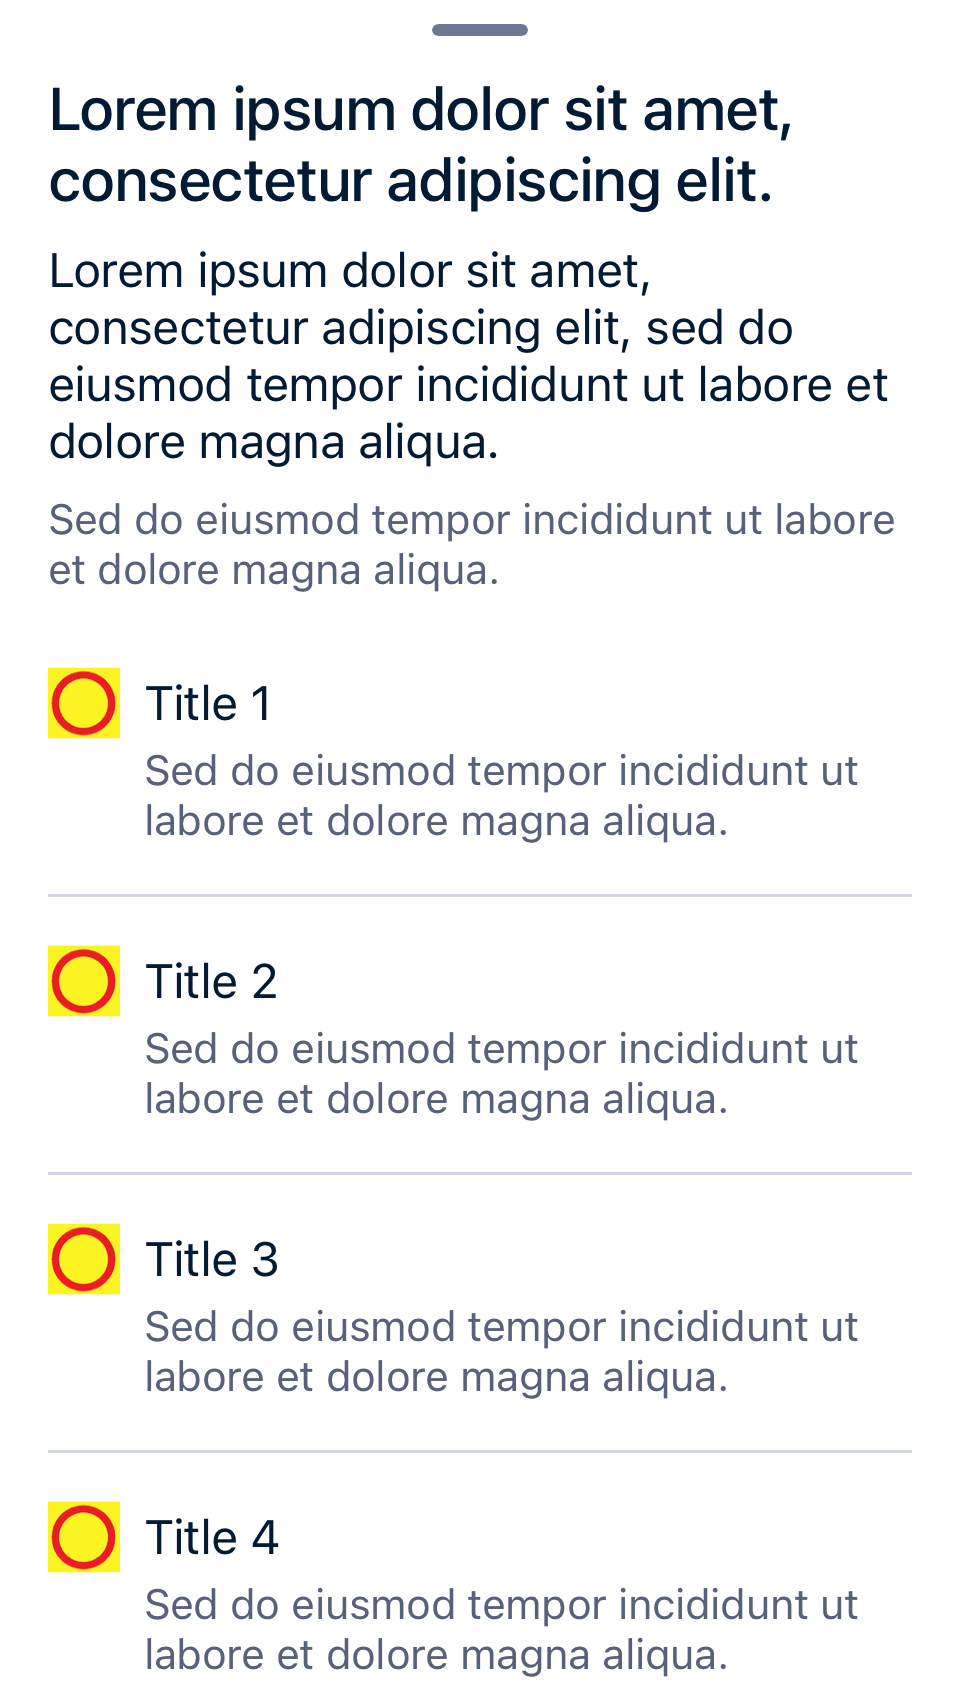 Lorem ipsum dolor sit amet,
consectetur adipiscing elit.
Lorem ipsum dolor sit amet,
consectetur adipiscing elit, sed do
eiusmod tempor incididunt ut labore et
dolore magna aliqua.
Sed do eiusmod tempor incididunt ut labore
et dolore magna aliqua.
Title 1
Sed do eiusmod tempor incididunt ut
labore et dolore magna aliqua.
Title 2
Sed do eiusmod tempor incididunt ut
labore et dolore magna aliqua.
Title 3
Sed do eiusmod tempor incididunt ut
labore et dolore magna aliqua.
Title 4
Sed do eiusmod tempor incididunt ut
labore et dolore magna aliqua.